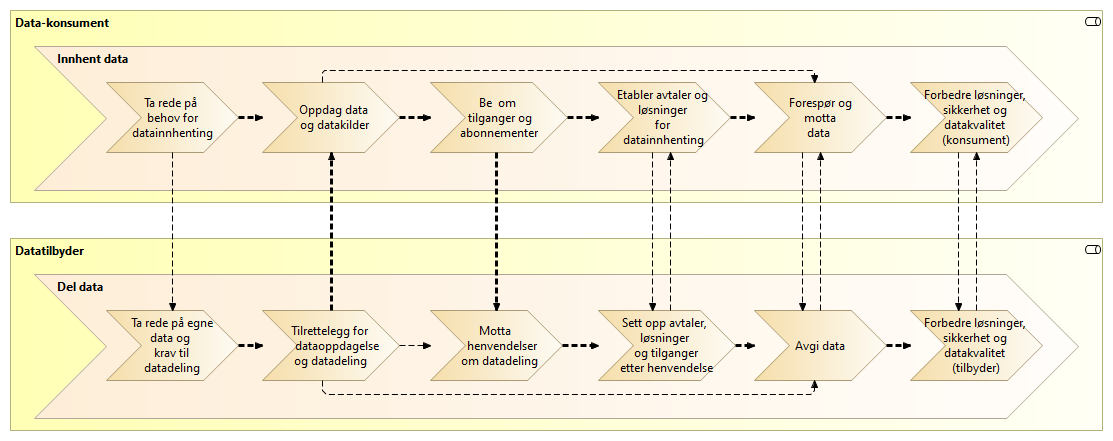 Data-konsument
Innhent data
Ta rede på
behov for
datainnhenting
Oppdag data
og datakilder
Be om
tilganger og
abonnementer
Etabler avtaler og
løsninger
for
datainnhenting
Forespør og
motta
data
Forbedre løsninger,
sikkerhet og
datakvalitet
(konsument)
Datatilbyder
Del data
Ta rede på egne
data og
krav til
datadeling
Tilrettelegg for
dataoppdagelse
og datadeling
Motta
henvendelser
om datadeling
Sett opp avtaler,
løsninger
og tilganger
etter henvendelse
Avgi data
Forbedre løsninger,
sikkerhet og
datakvalitet
(tilbyder)